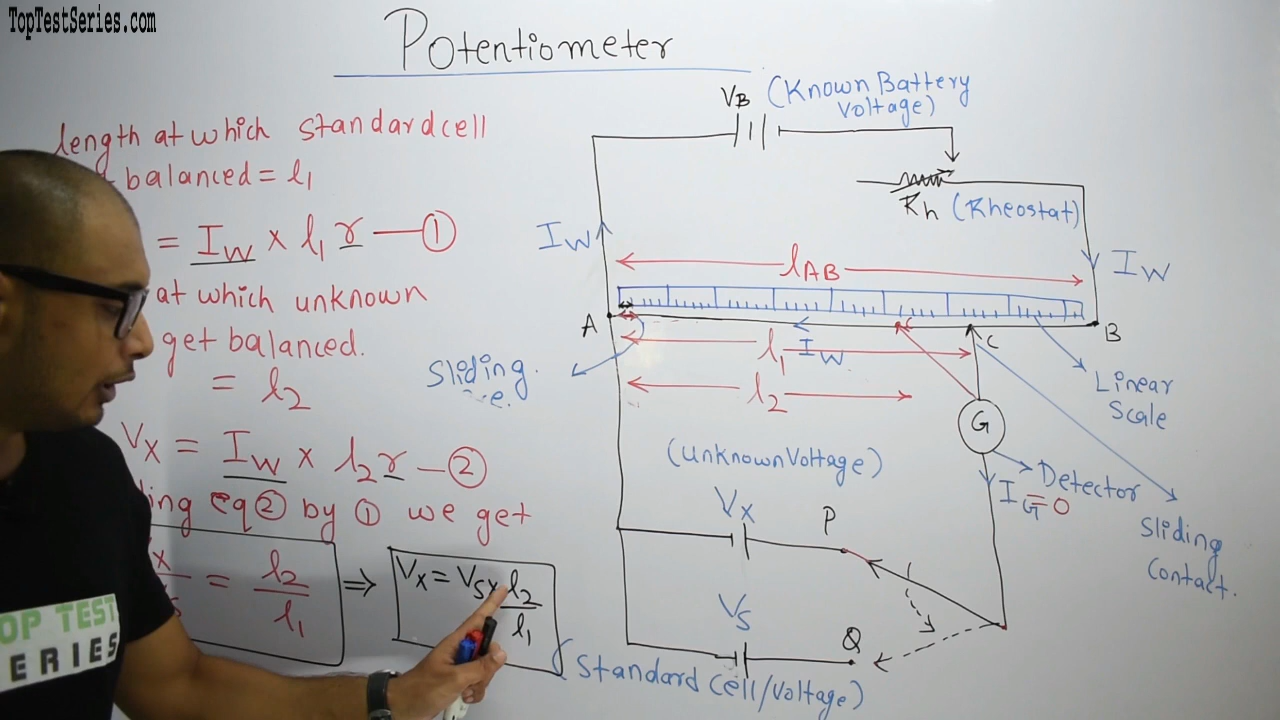 TopTestSeries.com
Potentiometer
length at which standard cell
balanced = l1
= Iw × l1 r — ①
at which unknown
get balanced.
= l2
Vx = Iw × l2 r — ②
eq ② by ① we get
= l2/l1 ⇒ Vx = Vs × l2/l1
VB (Known Battery
Voltage)
Rh (Rheostat)
Iw
Iw
lAB
A
B
C
l1
Iw
l2
Sliding
Linear
Scale
G
Detector
IG = 0
Sliding
Contact.
(Unknown Voltage)
Vx
P
Vs
Q
(Standard Cell/Voltage)
OP TEST
ERIES